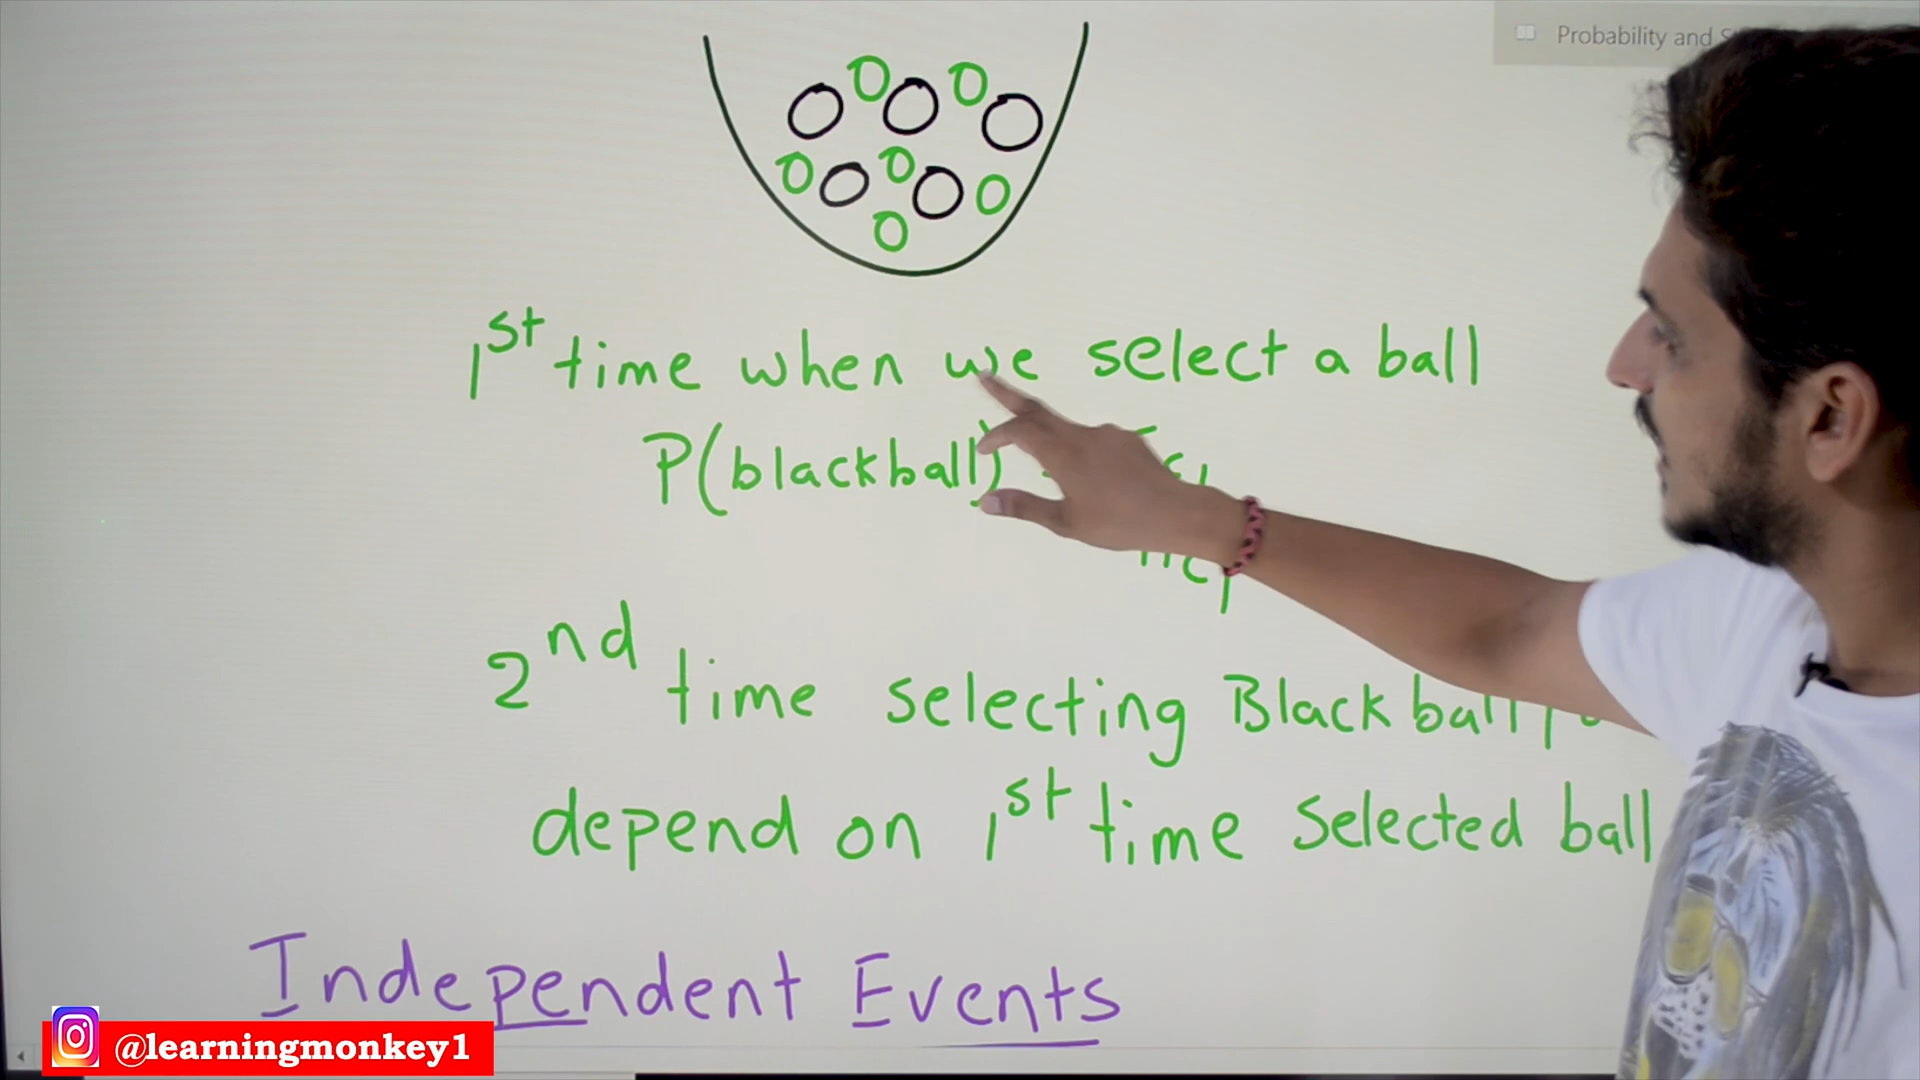 Probability and
1st time when we select a ball
P(blackball)
2nd time selecting Black ball
depend on 1st time selected ball
Independent Events
@learningmonkey1